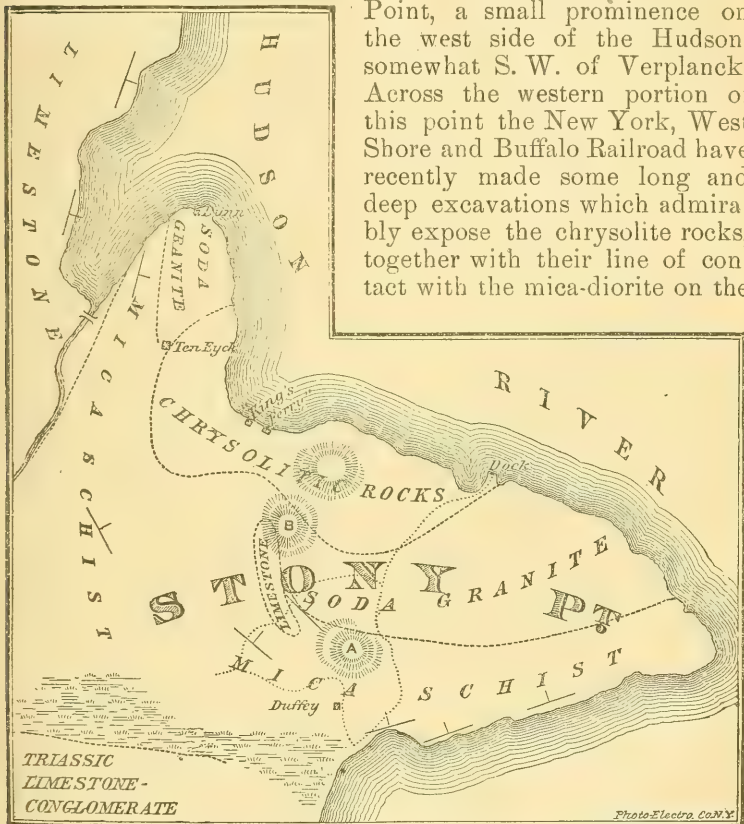 Point, a small prominence on
the west side of the Hudson
somewhat S. W. of Verplanck
Across the western portion of
this point the New York, West
Shore and Buffalo Railroad have
recently made some long and
deep excavations which admira-
bly expose the chrysolite rocks,
together with their line of con-
tact with the mica-diorite on the
LIMESTONE
HUDSON
RIVER
Dunn
SODA
GRANITE
MICA SCHIST
Ten Eyck
King's
Ferry
CHRYSOLITIC ROCKS
Dock
B
LIMESTONE
STONY PT.
SODA GRANITE
A
MICA SCHIST
Duffey
TRIASSIC
LIMESTONE-
CONGLOMERATE
Photo-Electro. Co. N.Y.